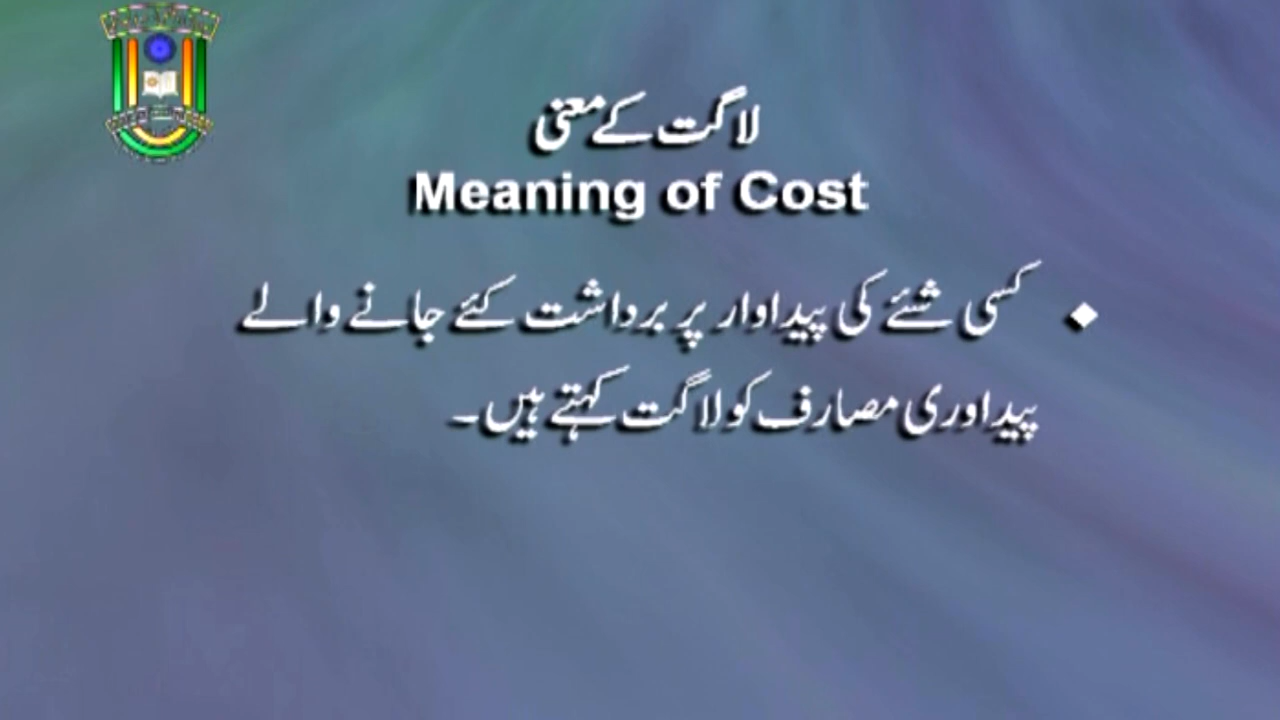 لاگت کے معنی
Meaning of Cost
کسی شئے کی پیداوار پر برداشت کئے جانے والے
پیداوری مصارف کو لاگت کہتے ہیں۔